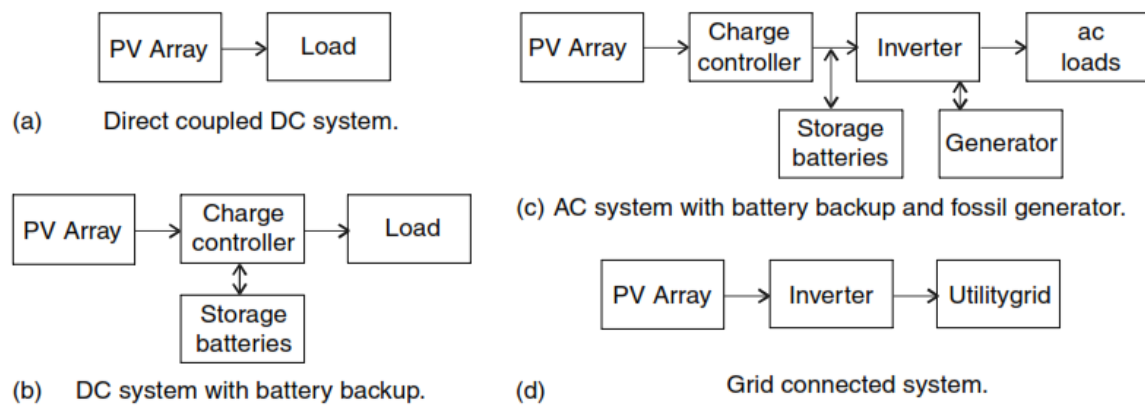 PV Array
Load
(a) Direct coupled DC system.
PV Array
Charge
controller
Load
Storage
batteries
(b) DC system with battery backup.
PV Array
Charge
controller
Inverter
ac
loads
Storage
batteries
Generator
(c) AC system with battery backup and fossil generator.
PV Array
Inverter
Utilitygrid
(d) Grid connected system.